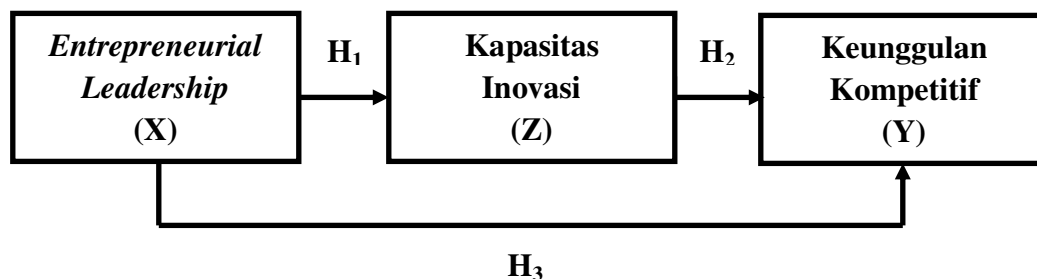 Entrepreneurial
Leadership
(X)
H₁
Kapasitas
Inovasi
(Z)
H₂
Keunggulan
Kompetitif
(Y)
H₃